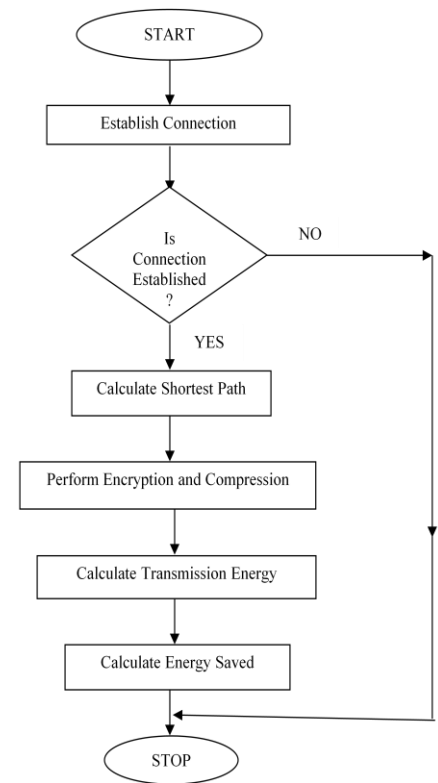 START
Establish Connection
Is
Connection
Established
?
NO
YES
Calculate Shortest Path
Perform Encryption and Compression
Calculate Transmission Energy
Calculate Energy Saved
STOP